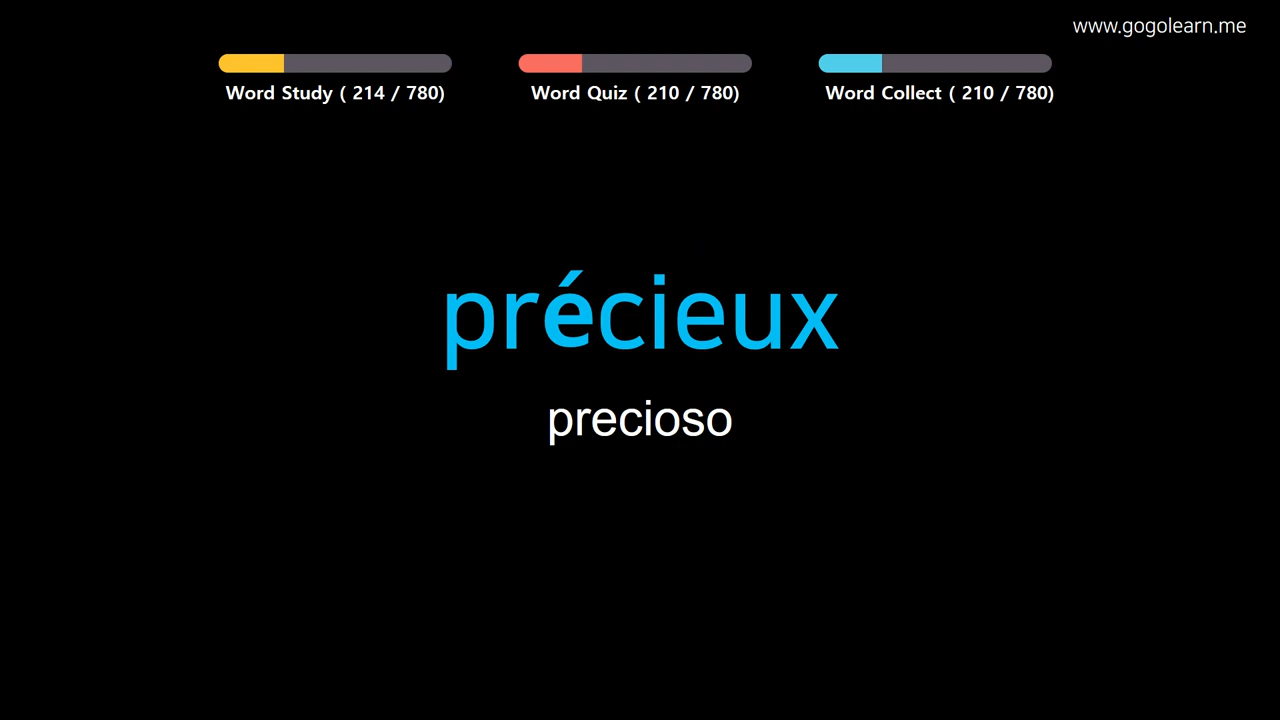 www.gogolearn.me
Word Study ( 214 / 780)
Word Quiz ( 210 / 780)
Word Collect ( 210 / 780)
précieux
precioso